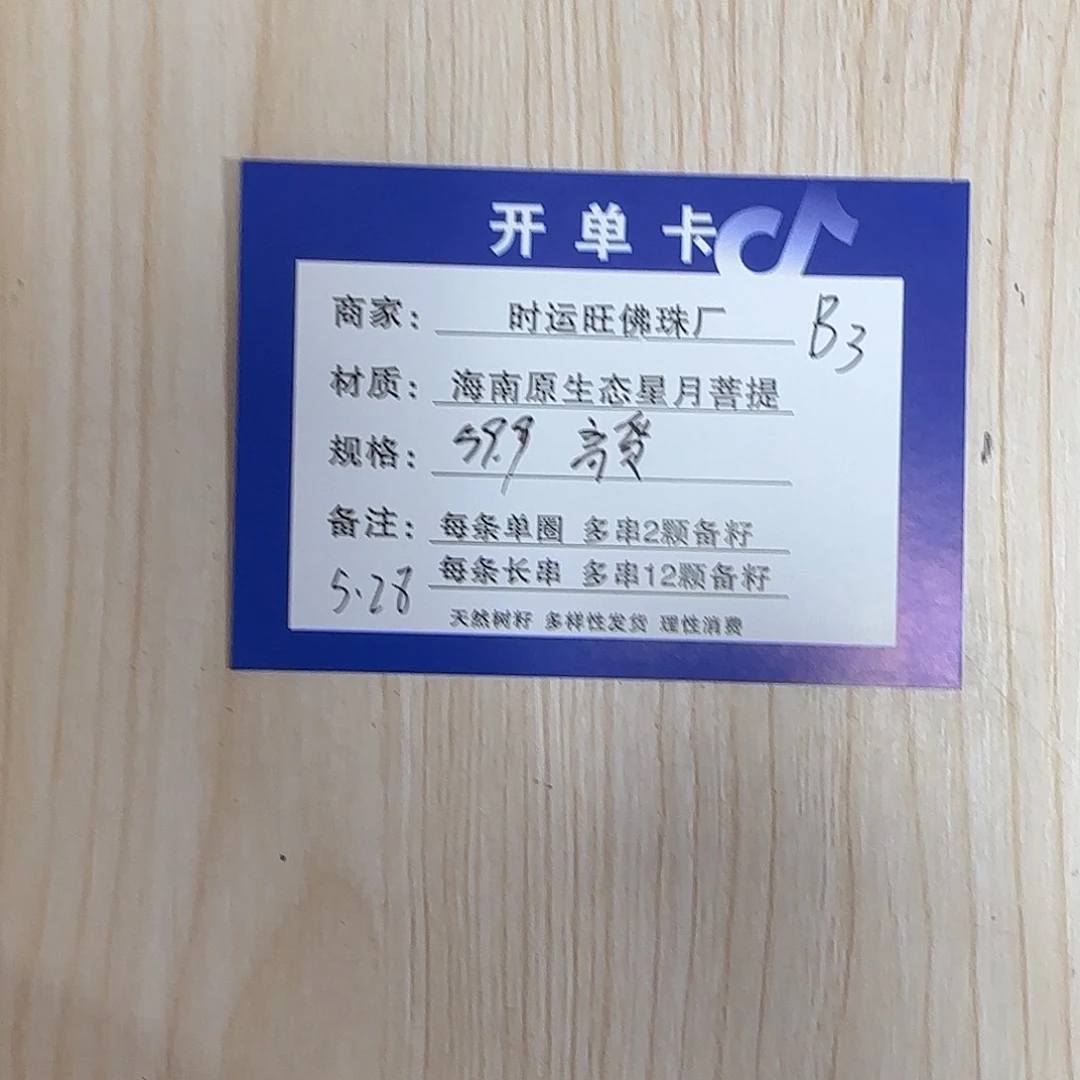 开单卡
商家： 时运旺佛珠厂 B3
材质： 海南原生态星月菩提
规格： 59.9 高
备注： 每条单圈 多串2颗备籽
每条长串 多串12颗备籽
5.28
天然树籽 多样性发货 理性消费